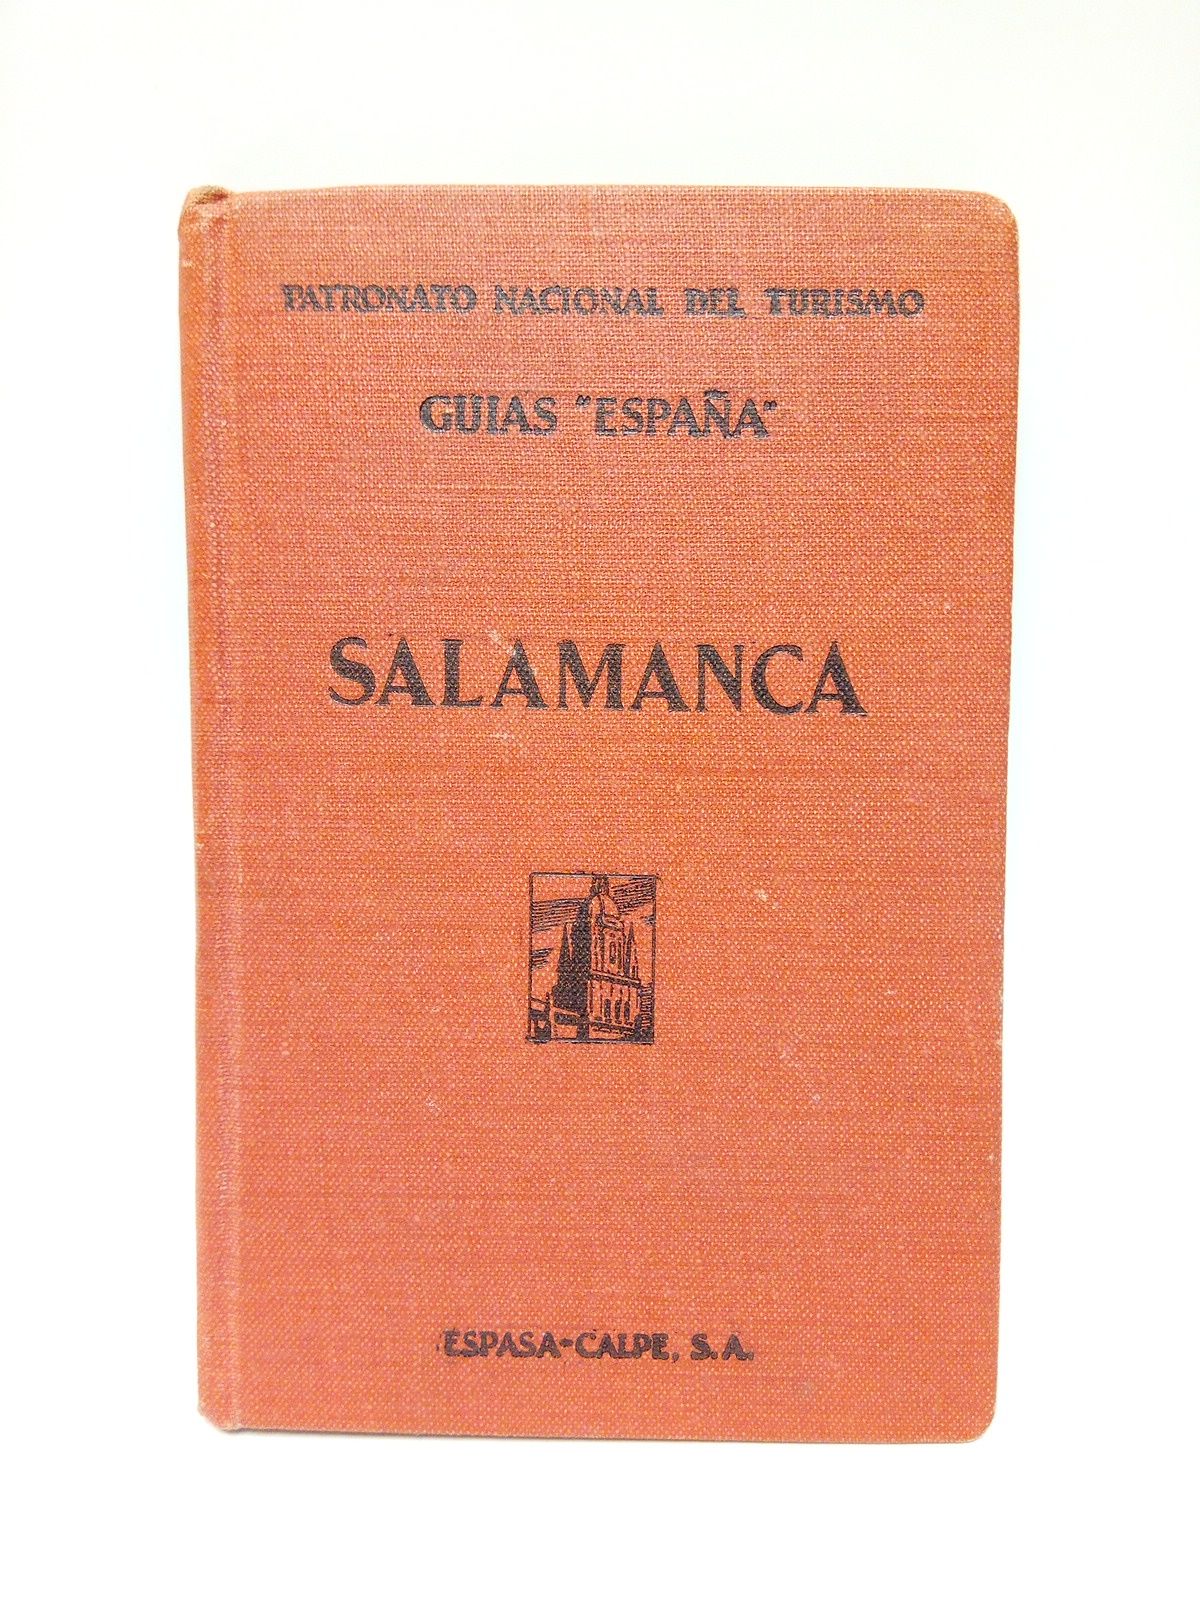 PATRONATO NACIONAL DEL TURISMO
GUIAS "ESPAÑA"
SALAMANCA
ESPASA-CALPE, S.A.